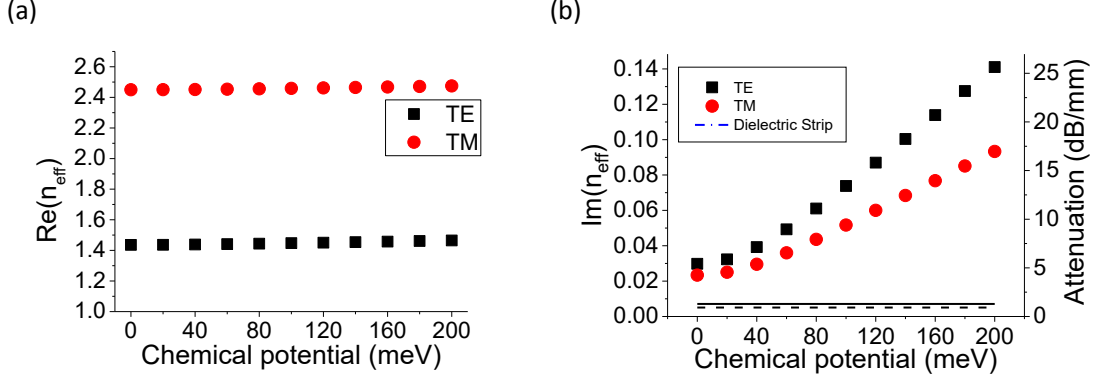 (a)
(b)
2.6
2.4
2.2
2.0
1.8
1.6
1.4
1.2
1.0
Re(n_eff)
TE
TM
0 40 80 120 160 200
Chemical potential (meV)
0.14
0.12
0.10
0.08
0.06
0.04
0.02
0.00
Im(n_eff)
TE
TM
Dielectric Strip
25
20
15
10
5
0
Attenuation (dB/mm)
0 40 80 120 160 200
Chemical potential (meV)